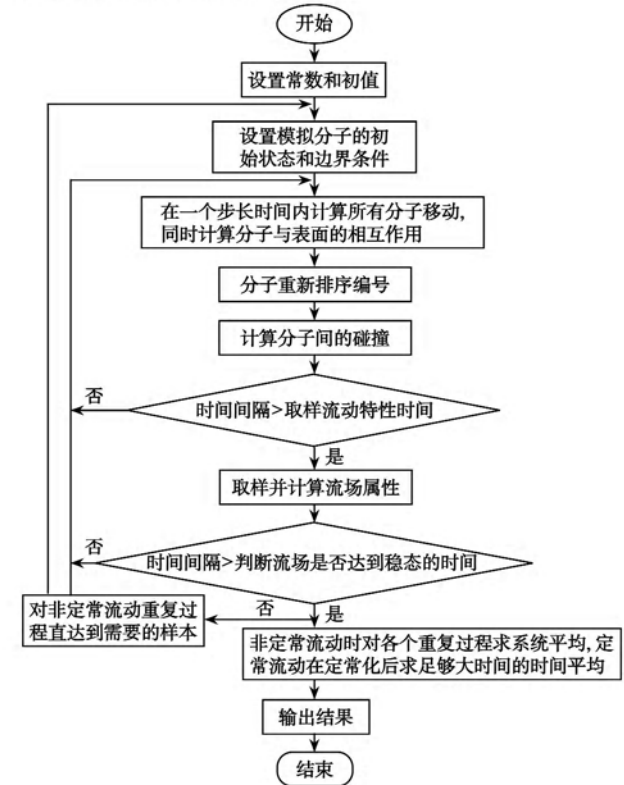 开始
设置常数和初值
设置模拟分子的初
始状态和边界条件
在一个步长时间内计算所有分子移动,
同时计算分子与表面的相互作用
分子重新排序编号
计算分子间的碰撞
否
时间间隔>取样流动特性时间
是
取样并计算流场属性
否
时间间隔>判断流场是否达到稳态的时间
对非定常流动重复过
程直达到需要的样本
否
是
非定常流动时对各个重复过程求系统平均, 定
常流动在定常化后求足够大时间的时间平均
输出结果
结束